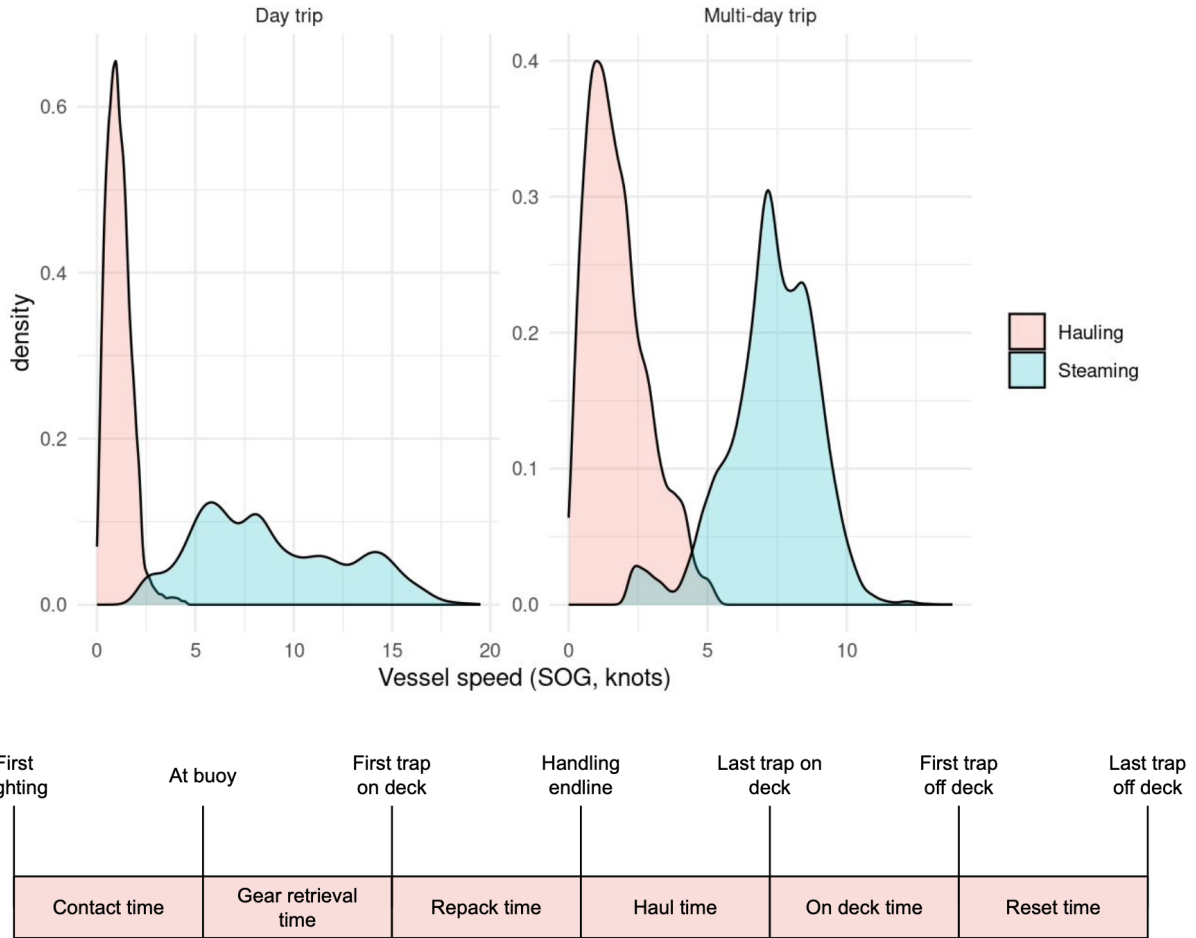 Day trip
Multi-day trip
density
0.6
0.4
0.2
0.0
0.4
0.3
0.2
0.1
0.0
0
5
10
15
20
0
5
10
Vessel speed (SOG, knots)
Hauling
Steaming
At buoy
First trap
on deck
Handling
endline
Last trap on
deck
First trap
off deck
Last trap
off deck
Contact time
Gear retrieval
time
Repack time
Haul time
On deck time
Reset time